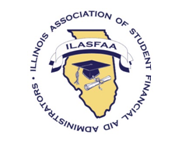 ILLINOIS ASSOCIATION OF STUDENT FINANCIAL AID ADMINISTRATORS •
ILASFAA